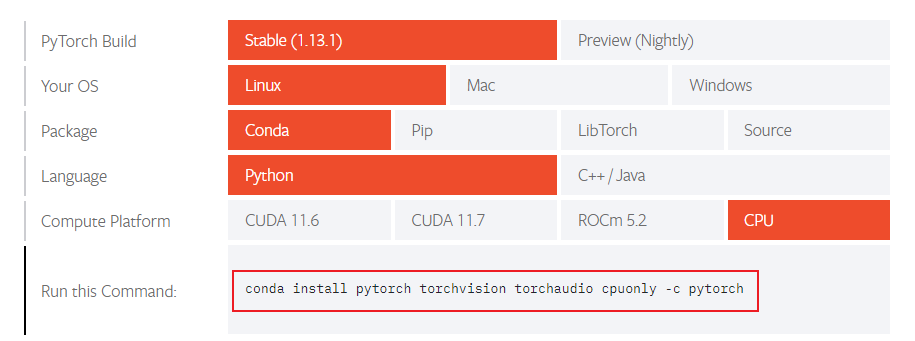 PyTorch Build Stable (1.13.1) Preview (Nightly)
Your OS Linux Mac Windows
Package Conda Pip LibTorch Source
Language Python C++ / Java
Compute Platform CUDA 11.6 CUDA 11.7 ROCm 5.2 CPU
Run this Command: conda install pytorch torchvision torchaudio cpuonly -c pytorch